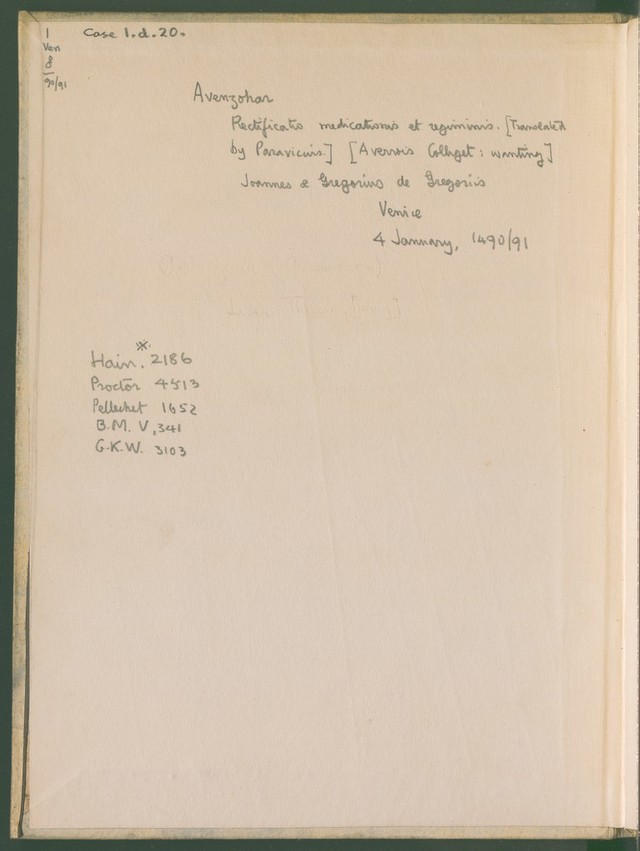 1
Ven
8
90/91
Case 1.d.20.
Avenzohar
Rectificatio medicationis et regiminis. [Translated
by Paravicius.] [Averrois Colliget: wanting]
Joannes & Gregorius de Gregoriis
Venice
4 January, 1490/91
Hain. * 2186
Proctor 4513
Pellechet 1652
B.M. V, 341
G.K.W. 3103